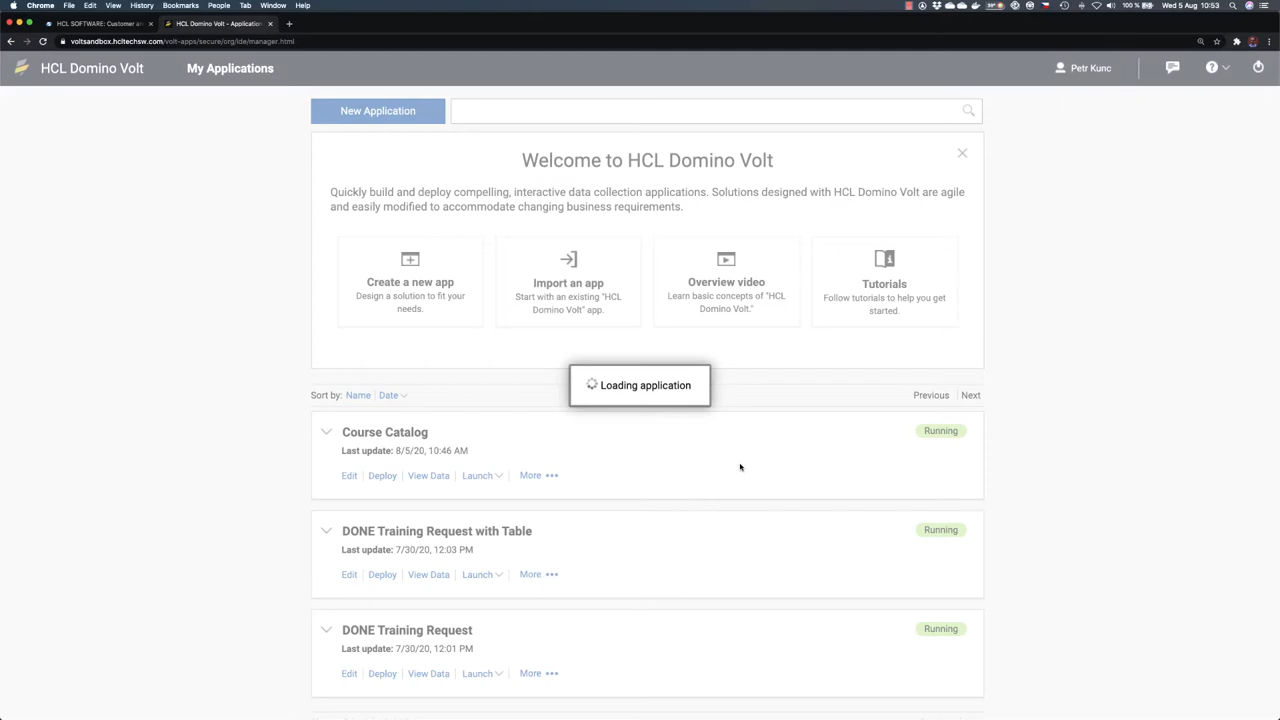 Chrome File Edit View History Bookmarks People Tab Window Help 100 % Wed 5 Aug 10:53
HCL SOFTWARE: Customer an HCL Domino Volt - Application
voltsandbox.hcltechsw.com/volt-apps/secure/org/ide/manager.html
HCL Domino Volt My Applications Petr Kunc
New Application
Welcome to HCL Domino Volt
Quickly build and deploy compelling, interactive data collection applications. Solutions designed with HCL Domino Volt are agile
and easily modified to accommodate changing business requirements.
Create a new app
Design a solution to fit your
needs.
Import an app
Start with an existing "HCL
Domino Volt" app.
Overview video
Learn basic concepts of "HCL
Domino Volt."
Tutorials
Follow tutorials to help you get
started.
Loading application
Sort by: Name Date Previous Next
Course Catalog Running
Last update: 8/5/20, 10:46 AM
Edit Deploy View Data Launch More
DONE Training Request with Table Running
Last update: 7/30/20, 12:03 PM
Edit Deploy View Data Launch More
DONE Training Request Running
Last update: 7/30/20, 12:01 PM
Edit Deploy View Data Launch More